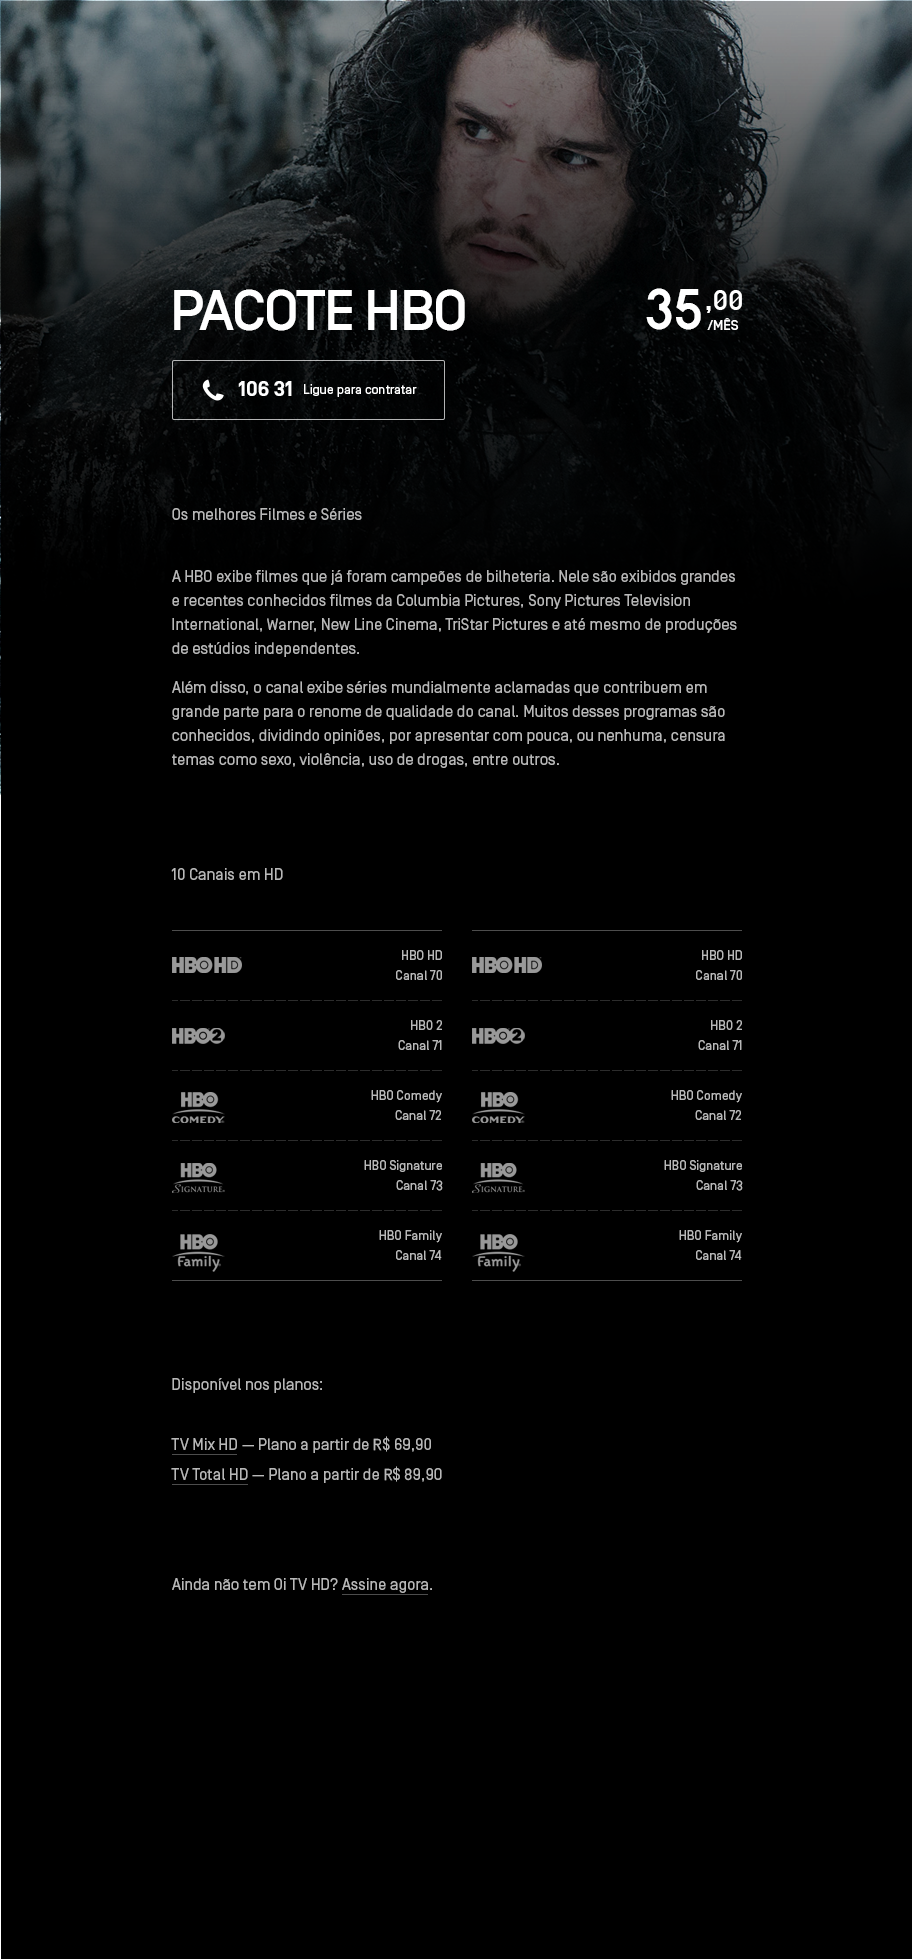 PACOTE HBO
35,00
/MÊS
106 31 Ligue para contratar
Os melhores Filmes e Séries
A HBO exibe filmes que já foram campeões de bilheteria. Nele são exibidos grandes
e recentes conhecidos filmes da Columbia Pictures, Sony Pictures Television
International, Warner, New Line Cinema, TriStar Pictures e até mesmo de produções
de estúdios independentes.
Além disso, o canal exibe séries mundialmente aclamadas que contribuem em
grande parte para o renome de qualidade do canal. Muitos desses programas são
conhecidos, dividindo opiniões, por apresentar com pouca, ou nenhuma, censura
temas como sexo, violência, uso de drogas, entre outros.
10 Canais em HD
HBO HD
HBO HD
Canal 70
HBO2
HBO 2
Canal 71
HBO
COMEDY
HBO Comedy
Canal 72
HBO
SIGNATURE
HBO Signature
Canal 73
HBO
Family
HBO Family
Canal 74
HBO HD
HBO HD
Canal 70
HBO2
HBO 2
Canal 71
HBO
COMEDY
HBO Comedy
Canal 72
HBO
SIGNATURE
HBO Signature
Canal 73
HBO
Family
HBO Family
Canal 74
Disponível nos planos:
TV Mix HD — Plano a partir de R$ 69,90
TV Total HD — Plano a partir de R$ 89,90
Ainda não tem Oi TV HD? Assine agora.